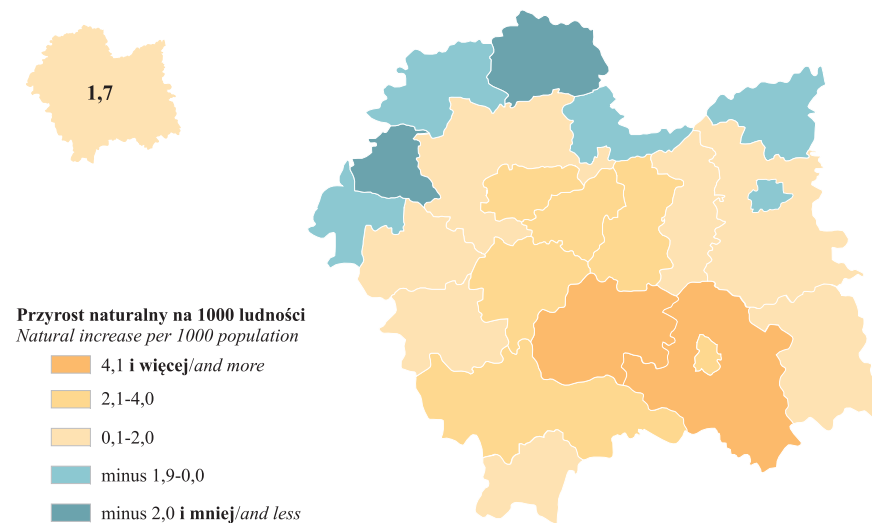 1,7
Przyrost naturalny na 1000 ludności
Natural increase per 1000 population
4,1 i więcej/and more
2,1-4,0
0,1-2,0
minus 1,9-0,0
minus 2,0 i mniej/and less